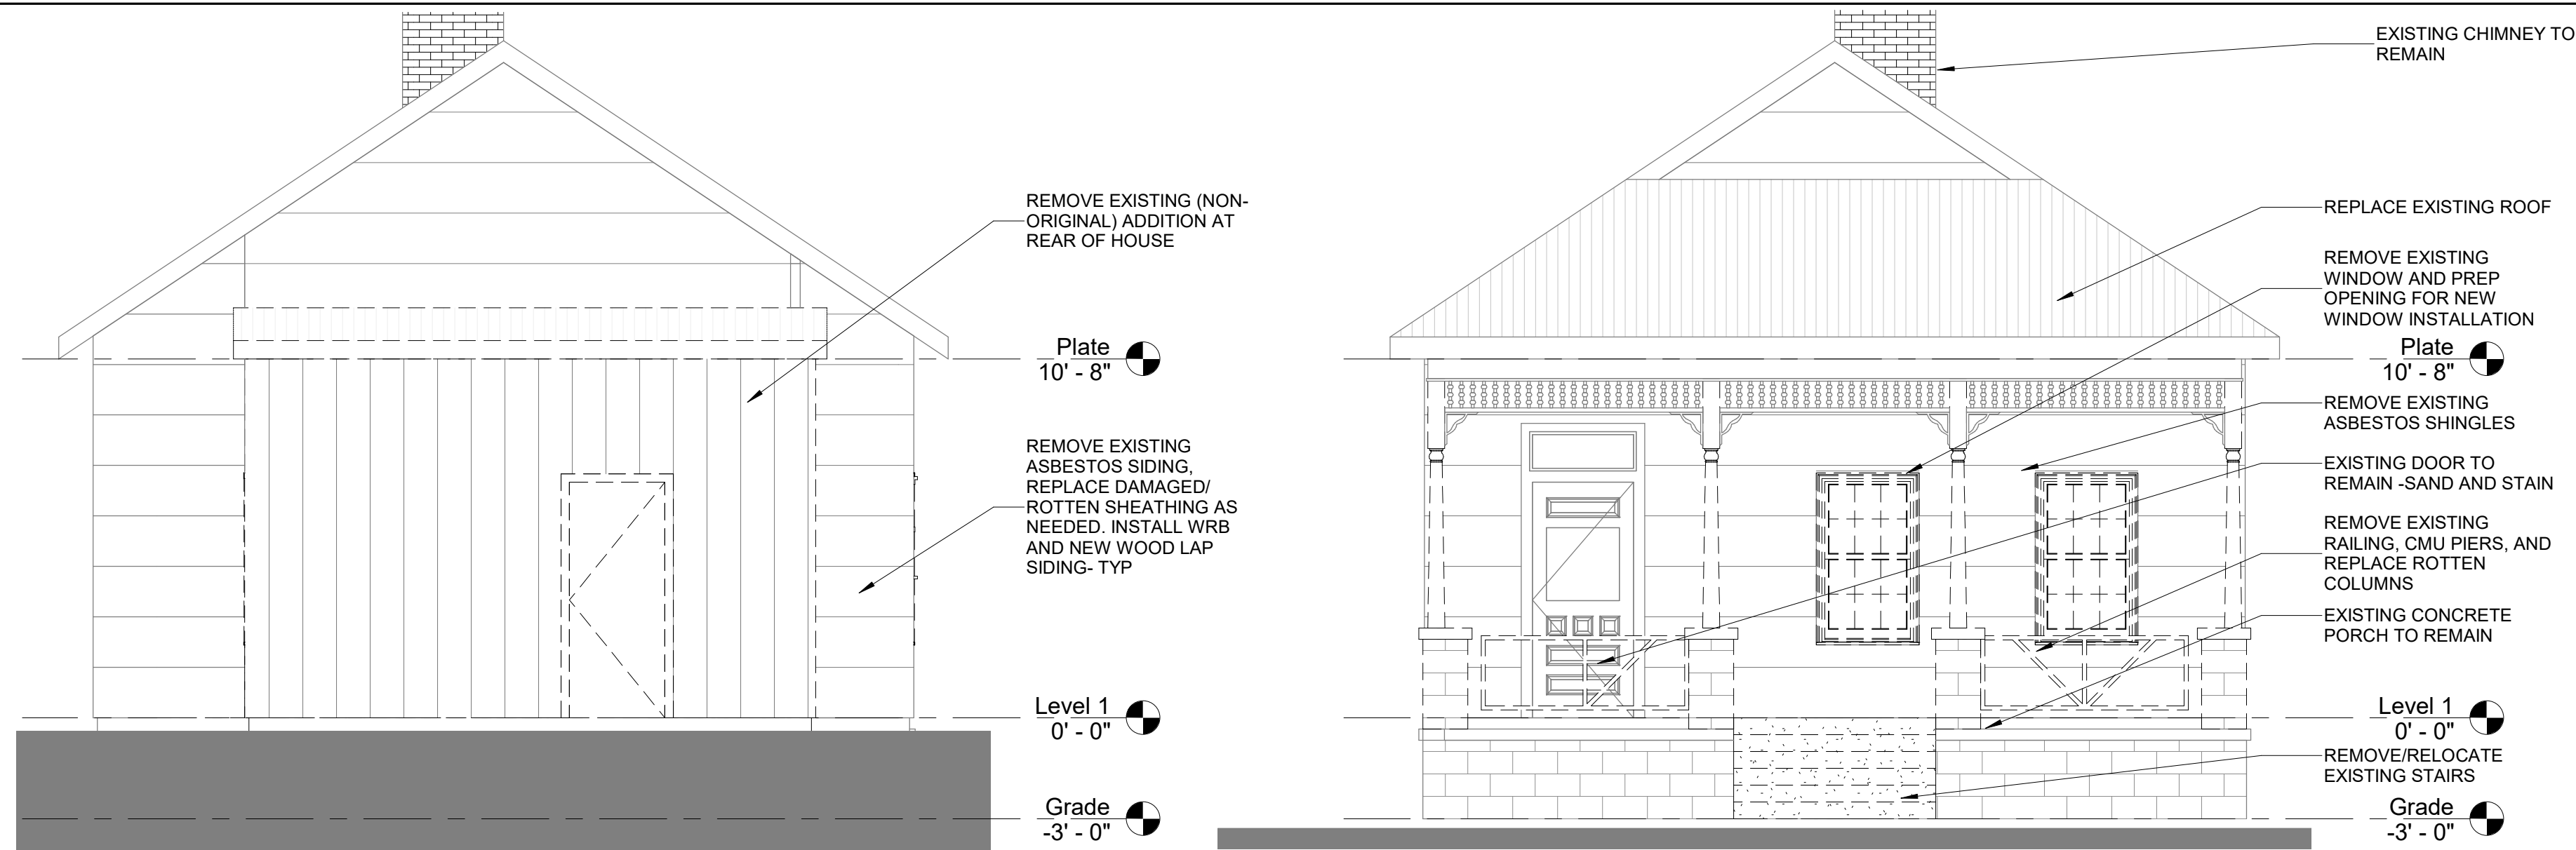 REMOVE EXISTING (NON-
ORIGINAL) ADDITION AT
REAR OF HOUSE
Plate
10' - 8"
REMOVE EXISTING
ASBESTOS SIDING,
REPLACE DAMAGED/
ROTTEN SHEATHING AS
NEEDED. INSTALL WRB
AND NEW WOOD LAP
SIDING- TYP
Level 1
0' - 0"
Grade
-3' - 0"
EXISTING CHIMNEY TO
REMAIN
REPLACE EXISTING ROOF
REMOVE EXISTING
WINDOW AND PREP
OPENING FOR NEW
WINDOW INSTALLATION
Plate
10' - 8"
REMOVE EXISTING
ASBESTOS SHINGLES
EXISTING DOOR TO
REMAIN -SAND AND STAIN
REMOVE EXISTING
RAILING, CMU PIERS, AND
REPLACE ROTTEN
COLUMNS
EXISTING CONCRETE
PORCH TO REMAIN
Level 1
0' - 0"
REMOVE/RELOCATE
EXISTING STAIRS
Grade
-3' - 0"